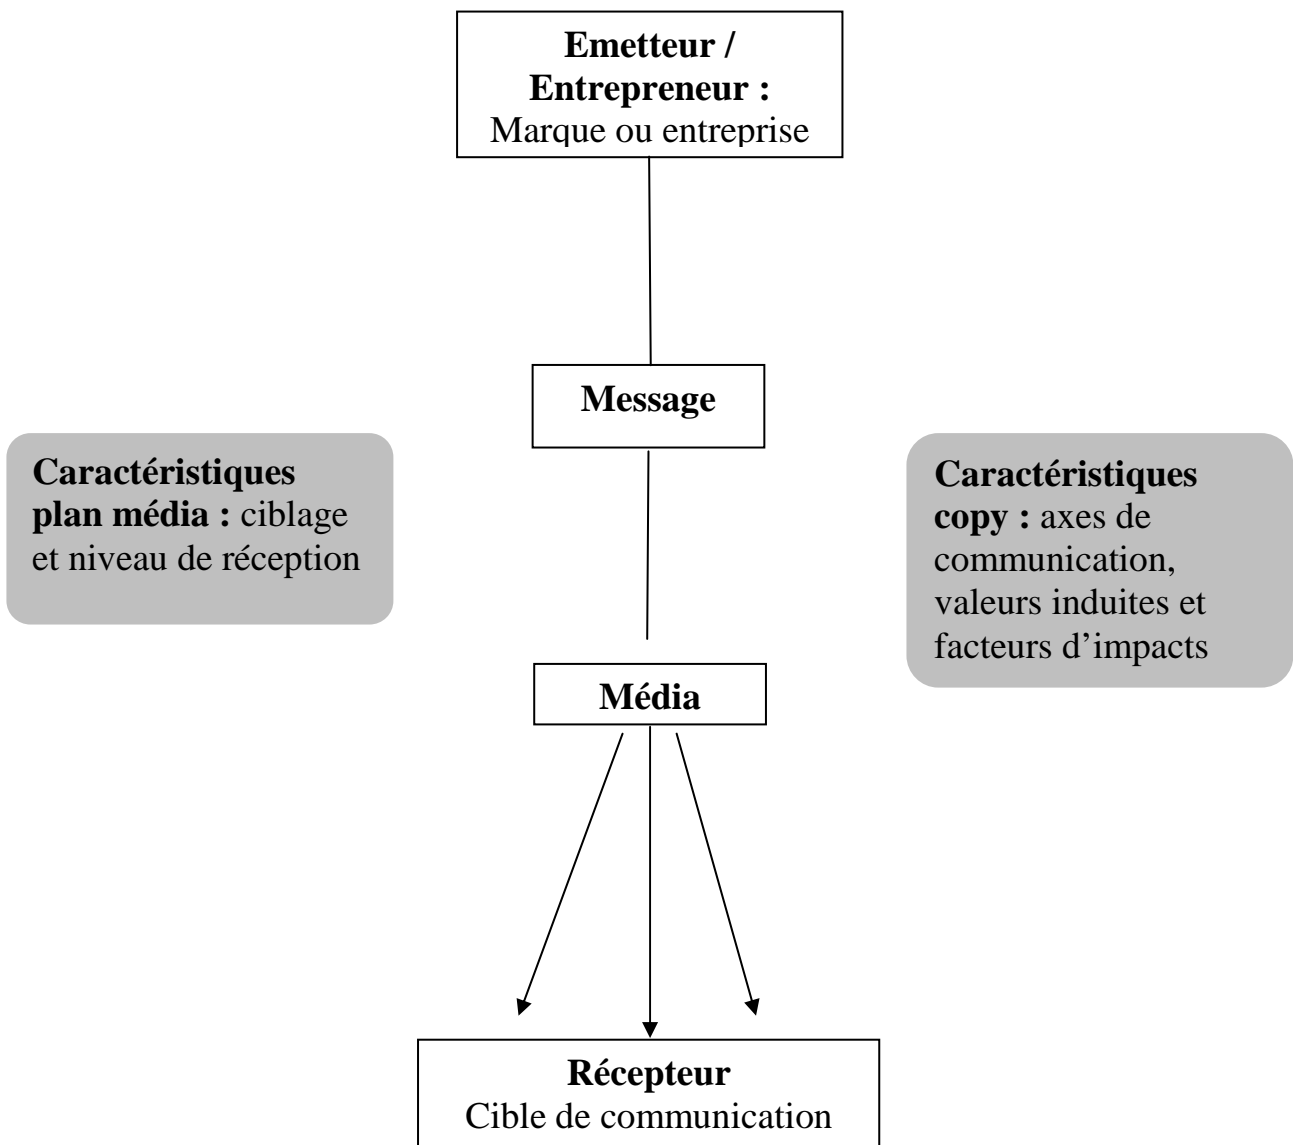 Emetteur /
Entrepreneur :
Marque ou entreprise
Message
Caractéristiques
plan média : ciblage
et niveau de réception
Caractéristiques
copy : axes de
communication,
valeurs induites et
facteurs d’impacts
Média
Récepteur
Cible de communication